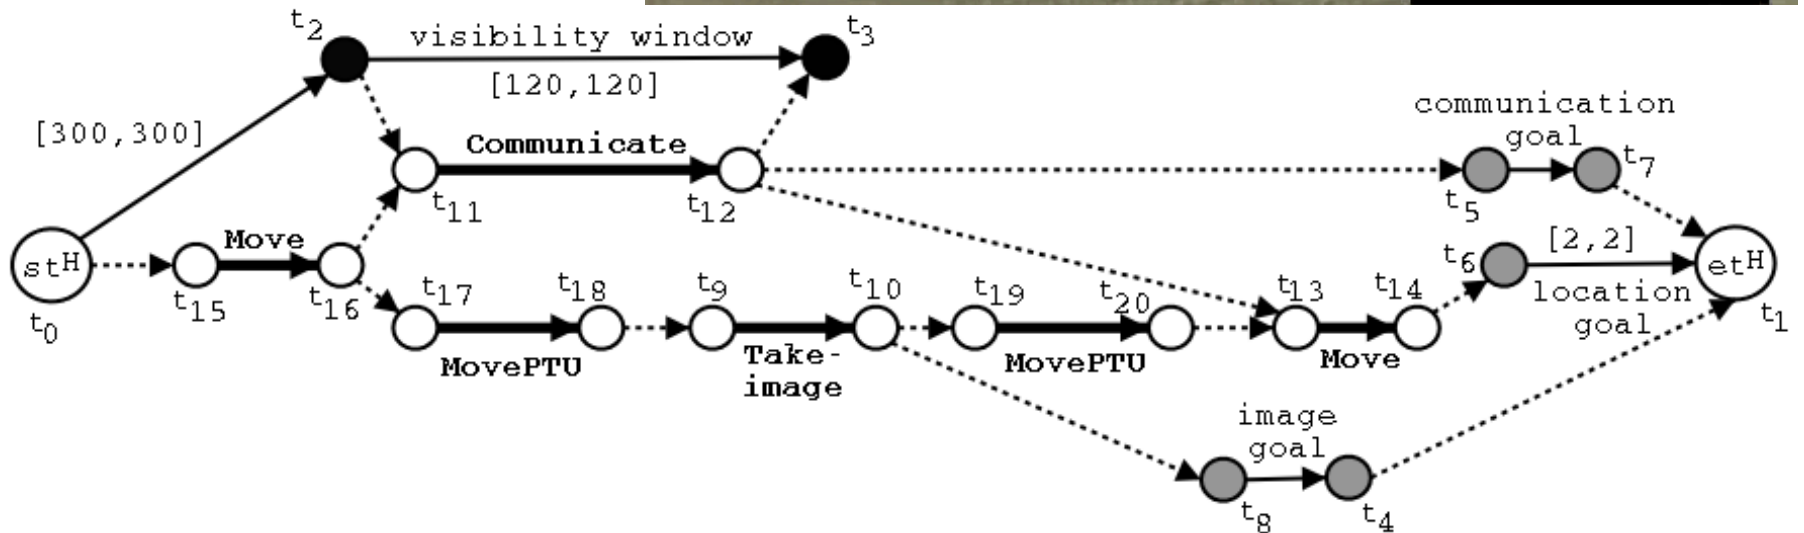 t2
visibility window
t3
[120,120]
[300,300]
communication
goal
Communicate
t7
t11
t12
t5
stH
Move
t6
[2,2]
etH
t0
t15
t16
t17
t18
t9
t10
t19
t20
t13
t14
location
goal
t1
MovePTU
Take-
image
MovePTU
Move
image
goal
t8
t4